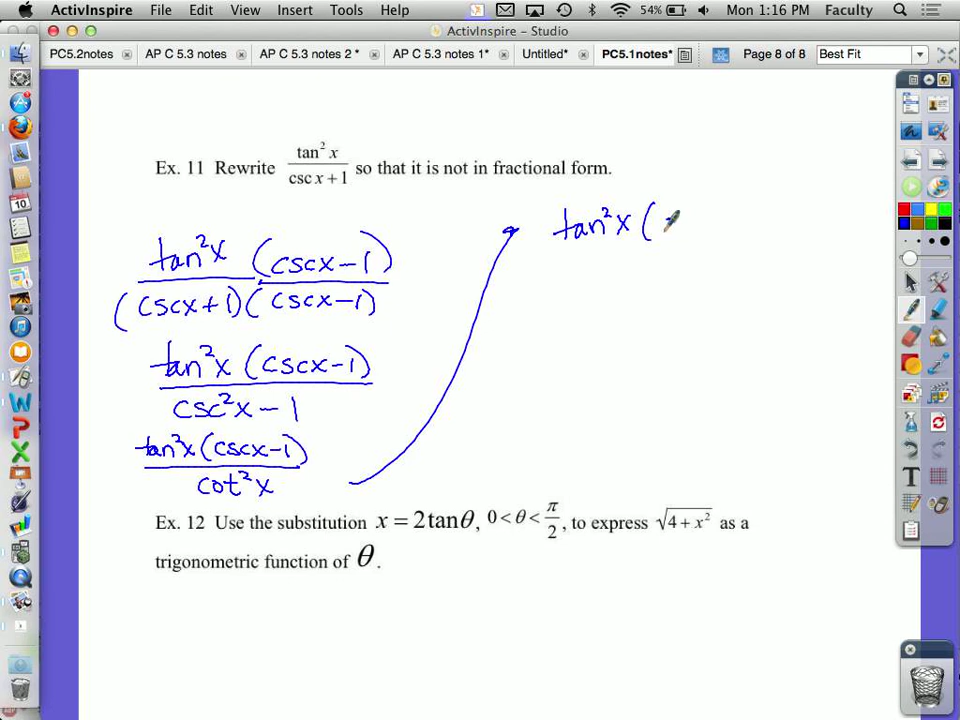 ActivInspire File Edit View Insert Tools Help 54% Mon 1:16 PM Faculty
ActivInspire - Studio
PC5.2notes AP C 5.3 notes AP C 5.3 notes 2 * AP C 5.3 notes 1* Untitled* PC5.1notes* Page 8 of 8 Best Fit
Ex. 11 Rewrite tan² x / csc x + 1 so that it is not in fractional form.
tan²x (
tan²x (cscx - 1)
(cscx + 1)(cscx - 1)
tan²x (cscx - 1)
csc²x - 1
tan²x (cscx - 1)
cot²x
Ex. 12 Use the substitution x = 2 tan θ, 0 < θ < π/2, to express √4 + x² as a
trigonometric function of θ.